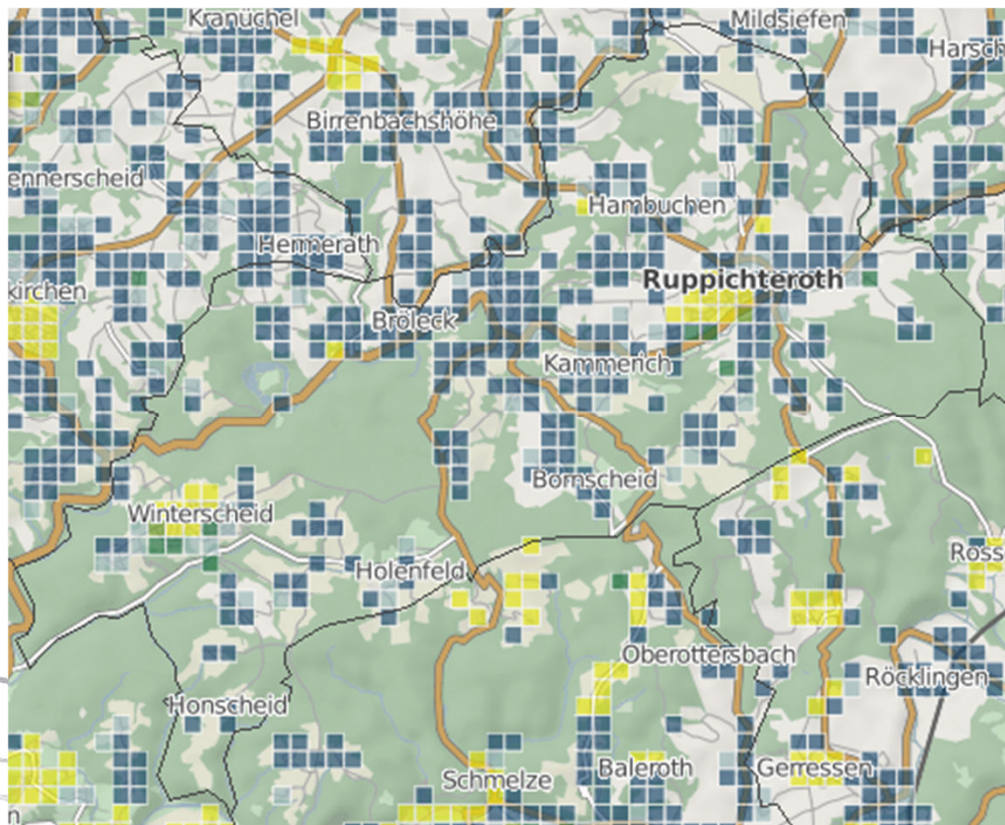 Kranüchel
Mildsiefen
Harsch
Birrenbachshöhe
ennerscheid
Hambuchen
Hermerath
Ruppichteroth
kirchen
Bröleck
Kammerich
Bornscheid
Winterscheid
Ross
Holenfeld
Oberottersbach
Röcklingen
Honscheid
Schmelze
Baleroth
Gerressen
n